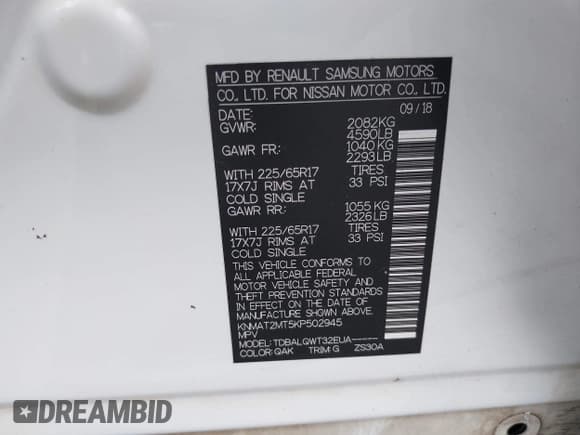 MFD BY RENAULT SAMSUNG MOTORS
CO., LTD. FOR NISSAN MOTOR CO., LTD.
DATE: 09/18
GVWR: 2082KG
4590LB
GAWR FR: 1040 KG
2293LB
WITH 225/65R17 TIRES
17X7J RIMS AT 33 PSI
COLD SINGLE
GAWR RR: 1055 KG
2326LB
WITH 225/65R17 TIRES
17X7J RIMS AT 33 PSI
COLD SINGLE
THIS VEHICLE CONFORMS TO
ALL APPLICABLE FEDERAL
MOTOR VEHICLE SAFETY AND
THEFT PREVENTION STANDARDS
IN EFFECT ON THE DATE OF
MANUFACTURE SHOWN ABOVE.
KNMAT2MT5KP502945
MPV
MODEL: TDBALQWT32EUA-----
COLOR: QAK TRIM: G ZS30A
DREAMBID